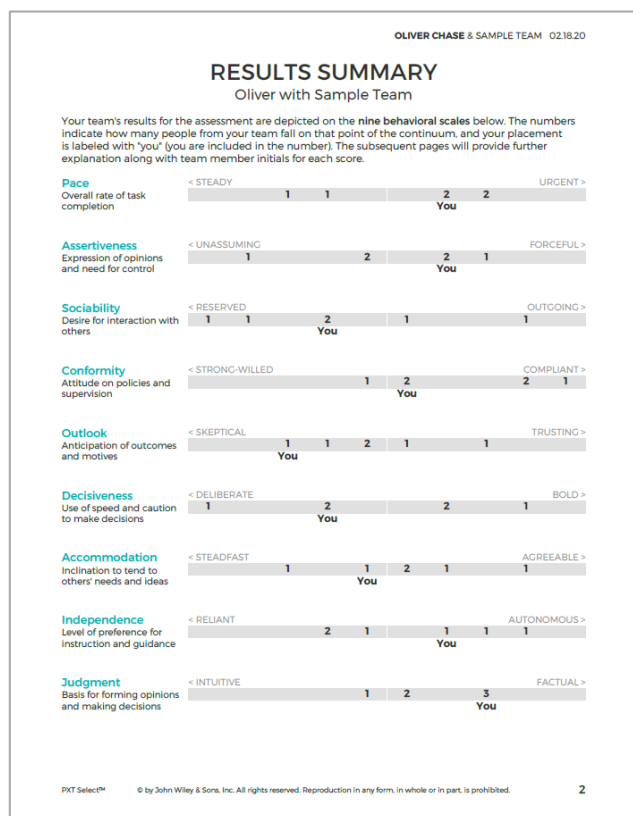 OLIVER CHASE & SAMPLE TEAM 02.18.20
RESULTS SUMMARY
Oliver with Sample Team
Your team's results for the assessment are depicted on the nine behavioral scales below. The numbers
indicate how many people from your team fall on that point of the continuum, and your placement
is labeled with "you" (you are included in the number). The subsequent pages will provide further
explanation along with team member initials for each score.
Pace < STEADY URGENT >
Overall rate of task 1 1 2 2
completion You
Assertiveness < UNASSUMING FORCEFUL >
Expression of opinions 1 2 2 1
and need for control You
Sociability < RESERVED OUTGOING >
Desire for interaction with 1 1 2 1 1
others You
Conformity < STRONG-WILLED COMPLIANT >
Attitude on policies and 1 2 2 1
supervision You
Outlook < SKEPTICAL TRUSTING >
Anticipation of outcomes 1 1 2 1 1
and motives You
Decisiveness < DELIBERATE BOLD >
Use of speed and caution 1 2 2 1
to make decisions You
Accommodation < STEADFAST AGREEABLE >
Inclination to tend to 1 1 2 1 1
others' needs and ideas You
Independence < RELIANT AUTONOMOUS >
Level of preference for 2 1 1 1 1
instruction and guidance You
Judgment < INTUITIVE FACTUAL >
Basis for forming opinions 1 2 3
and making decisions You
PXT Select™ © by John Wiley & Sons, Inc. All rights reserved. Reproduction in any form, in whole or in part, is prohibited. 2